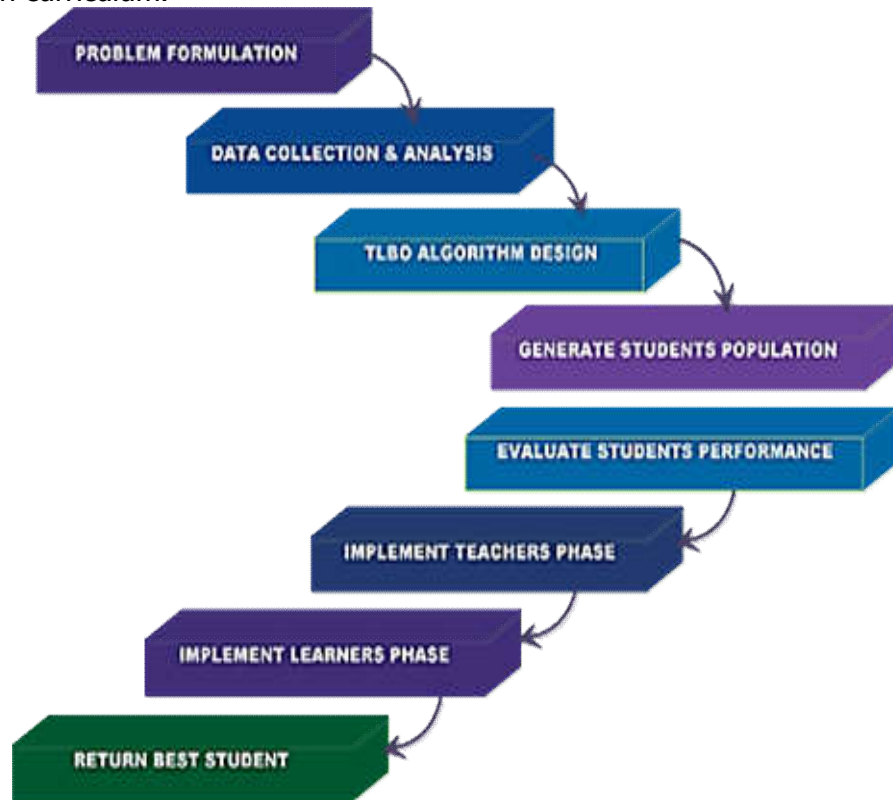 curriculum.
PROBLEM FORMULATION
DATA COLLECTION & ANALYSIS
TLBO ALGORITHM DESIGN
GENERATE STUDENTS POPULATION
EVALUATE STUDENTS PERFORMANCE
IMPLEMENT TEACHERS PHASE
IMPLEMENT LEARNERS PHASE
RETURN BEST STUDENT